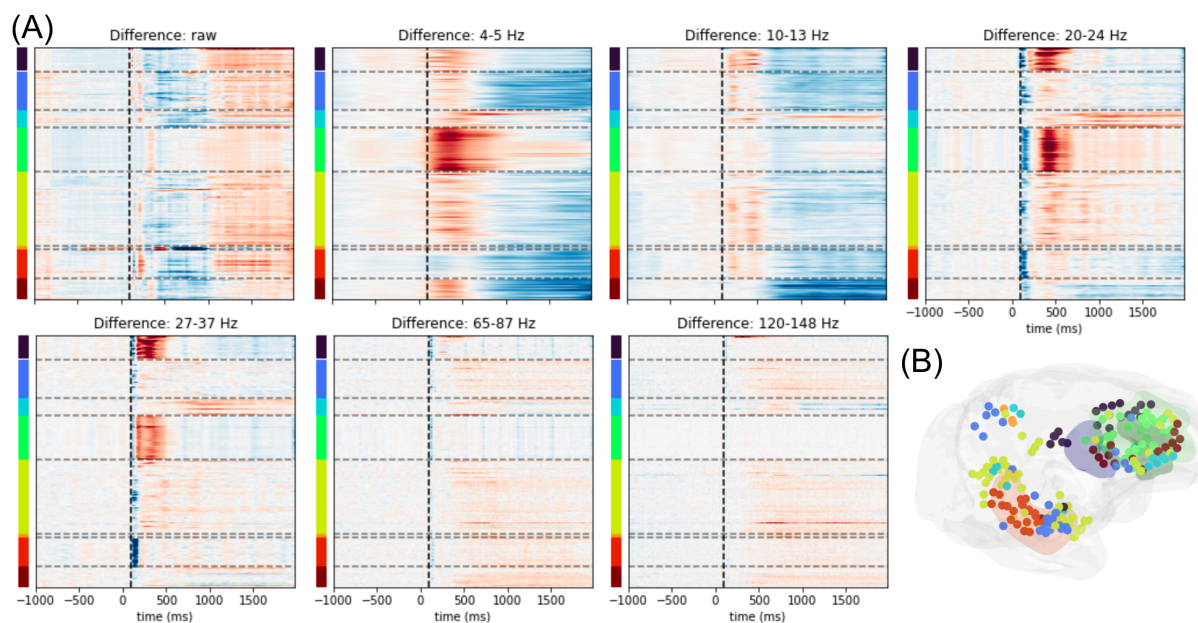 (A)
Difference: raw
Difference: 4-5 Hz
Difference: 10-13 Hz
Difference: 20-24 Hz
−1000 −500 0 500 1000 1500
time (ms)
Difference: 27-37 Hz
Difference: 65-87 Hz
Difference: 120-148 Hz
−1000 −500 0 500 1000 1500
time (ms)
−1000 −500 0 500 1000 1500
time (ms)
−1000 −500 0 500 1000 1500
time (ms)
(B)